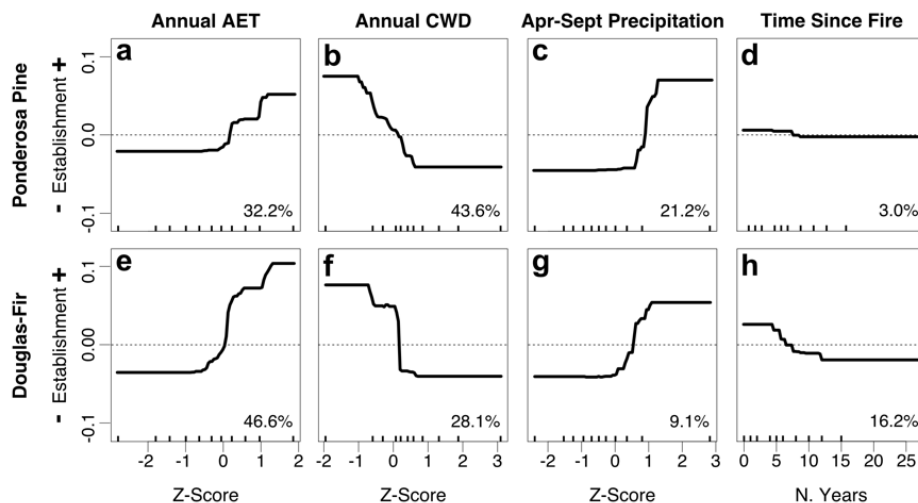 Annual AET Annual CWD Apr-Sept Precipitation Time Since Fire
Ponderosa Pine
- Establishment +
0.1
0.0
-0.1
a b c d
32.2% 43.6% 21.2% 3.0%
Douglas-Fir
- Establishment +
0.1
0.00
-0.1
e f g h
46.6% 28.1% 9.1% 16.2%
-2 -1 0 1 2 -2 -1 0 1 2 3 -2 -1 0 1 2 3 0 5 10 15 20 25
Z-Score Z-Score Z-Score N. Years